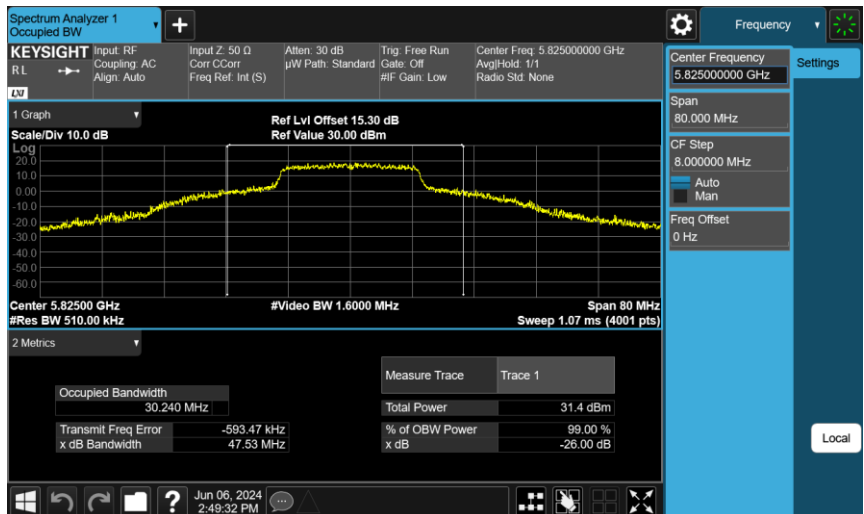 Spectrum Analyzer 1
Occupied BW
+
Frequency
KEYSIGHT
R L
LXI
Input: RF
Coupling: AC
Align: Auto
Input Z: 50 Ω
Corr CCorr
Freq Ref: Int (S)
Atten: 30 dB
µW Path: Standard
Trig: Free Run
Gate: Off
#IF Gain: Low
Center Freq: 5.825000000 GHz
Avg|Hold: 1/1
Radio Std: None
Center Frequency
5.825000000 GHz
Settings
Span
80.000 MHz
CF Step
8.000000 MHz
Auto
Man
Freq Offset
0 Hz
Local
1 Graph
Scale/Div 10.0 dB
Ref Lvl Offset 15.30 dB
Ref Value 30.00 dBm
Log
20.0
10.0
0.00
-10.0
-20.0
-30.0
-40.0
-50.0
-60.0
Center 5.82500 GHz
#Video BW 1.6000 MHz
Span 80 MHz
#Res BW 510.00 kHz
Sweep 1.07 ms (4001 pts)
2 Metrics
Measure Trace Trace 1
Occupied Bandwidth
30.240 MHz
Total Power 31.4 dBm
Transmit Freq Error -593.47 kHz
% of OBW Power 99.00 %
x dB Bandwidth 47.53 MHz
x dB -26.00 dB
?
Jun 06, 2024
2:49:32 PM